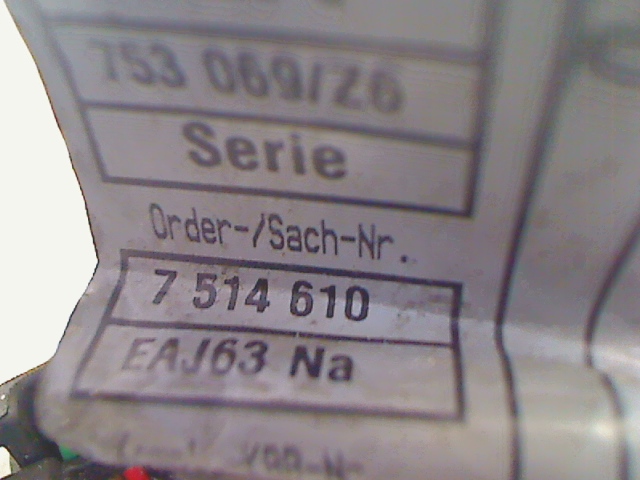 753 069/Z6
Serie
Order-/Sach-Nr.
7 514 610
EAJ63 Na